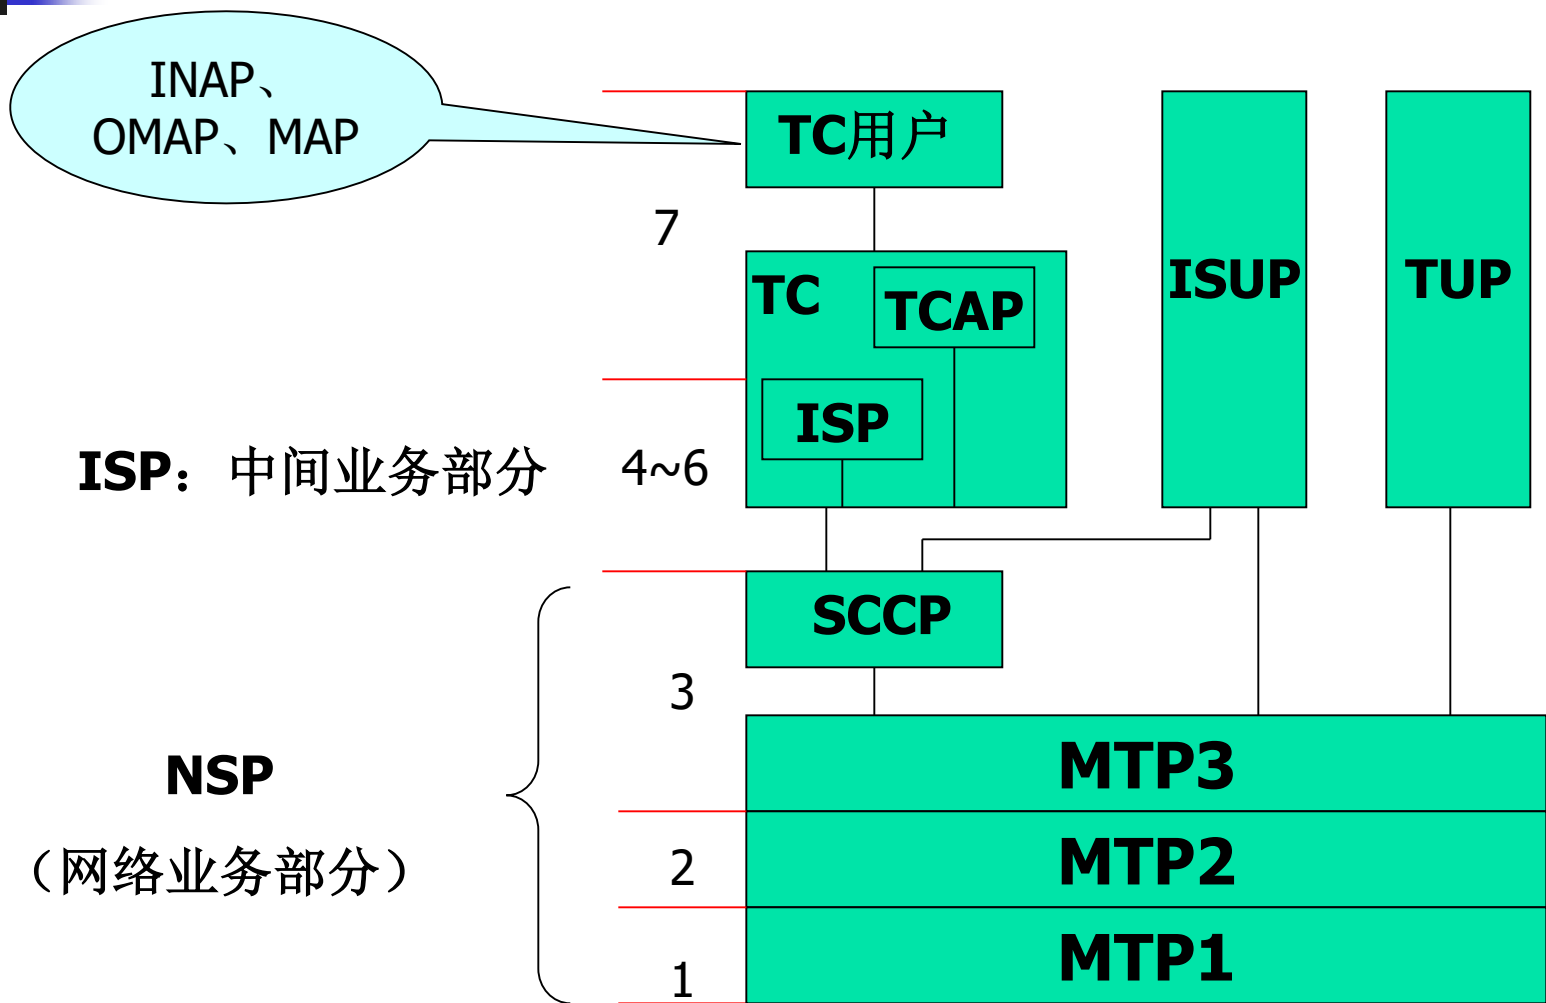 INAP、
OMAP、MAP
TC用户
7
TC
TCAP
ISUP
TUP
ISP
ISP：中间业务部分
4~6
SCCP
3
NSP
（网络业务部分）
MTP3
2
MTP2
1
MTP1